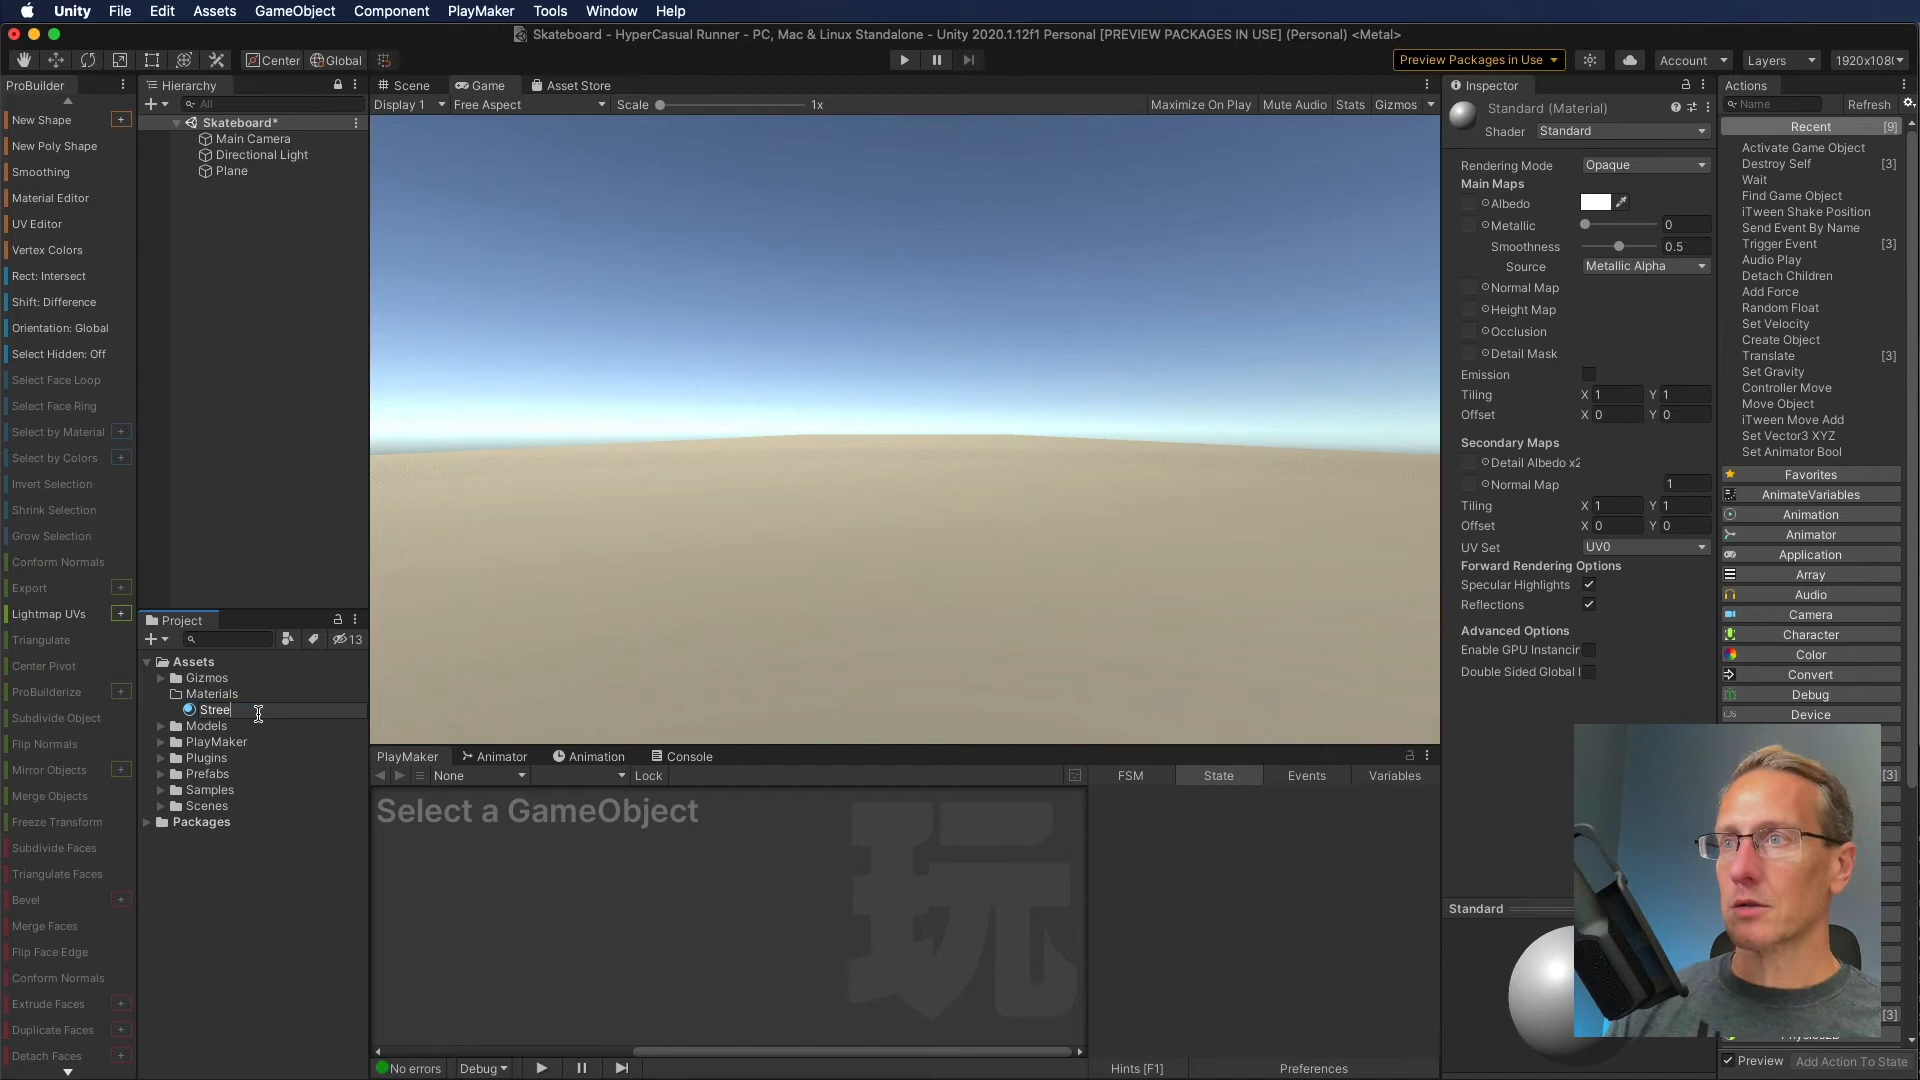 Unity File Edit Assets GameObject Component PlayMaker Tools Window Help
Skateboard - HyperCasual Runner - PC, Mac & Linux Standalone - Unity 2020.1.12f1 Personal [PREVIEW PACKAGES IN USE] (Personal) <Metal>
Center Global Preview Packages in Use Account Layers 1920x108(
ProBuilder
New Shape
New Poly Shape
Smoothing
Material Editor
UV Editor
Vertex Colors
Rect: Intersect
Shift: Difference
Orientation: Global
Select Hidden: Off
Select Face Loop
Select Face Ring
Select by Material
Select by Colors
Invert Selection
Shrink Selection
Grow Selection
Conform Normals
Export
Lightmap UVs
Triangulate
Center Pivot
ProBuilderize
Subdivide Object
Flip Normals
Mirror Objects
Merge Objects
Freeze Transform
Subdivide Faces
Triangulate Faces
Bevel
Merge Faces
Flip Face Edge
Conform Normals
Extrude Faces
Duplicate Faces
Detach Faces
Hierarchy
All
Skateboard*
Main Camera
Directional Light
Plane
Project
13
Assets
Gizmos
Materials
Stree
Models
PlayMaker
Plugins
Prefabs
Samples
Scenes
Packages
Scene Game Asset Store
Display 1 Free Aspect Scale 1x Maximize On Play Mute Audio Stats Gizmos
PlayMaker Animator Animation Console
None Lock FSM State Events Variables
Select a GameObject
玩
No errors Debug Hints [F1] Preferences
Inspector
Standard (Material)
Shader Standard
Rendering Mode Opaque
Main Maps
Albedo
Metallic 0
Smoothness 0.5
Source Metallic Alpha
Normal Map
Height Map
Occlusion
Detail Mask
Emission
Tiling X 1 Y 1
Offset X 0 Y 0
Secondary Maps
Detail Albedo x2
Normal Map 1
Tiling X 1 Y 1
Offset X 0 Y 0
UV Set UV0
Forward Rendering Options
Specular Highlights
Reflections
Advanced Options
Enable GPU Instancin
Double Sided Global I
Standard
Actions
Name Refresh
Recent [9]
Activate Game Object
Destroy Self [3]
Wait
Find Game Object
iTween Shake Position
Send Event By Name
Trigger Event [3]
Audio Play
Detach Children
Add Force
Random Float
Set Velocity
Create Object
Translate [3]
Set Gravity
Controller Move
Move Object
iTween Move Add
Set Vector3 XYZ
Set Animator Bool
Favorites
AnimateVariables
Animation
Animator
Application
Array
Audio
Camera
Character
Color
Convert
Debug
Device
[3]
[3]
Preview Add Action To State